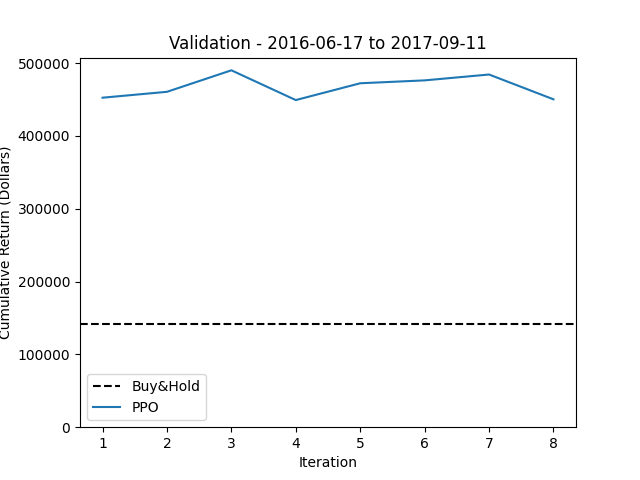 Validation - 2016-06-17 to 2017-09-11
Cumulative Return (Dollars)
500000
400000
300000
200000
100000
0
Buy&Hold
PPO
1 2 3 4 5 6 7 8
Iteration